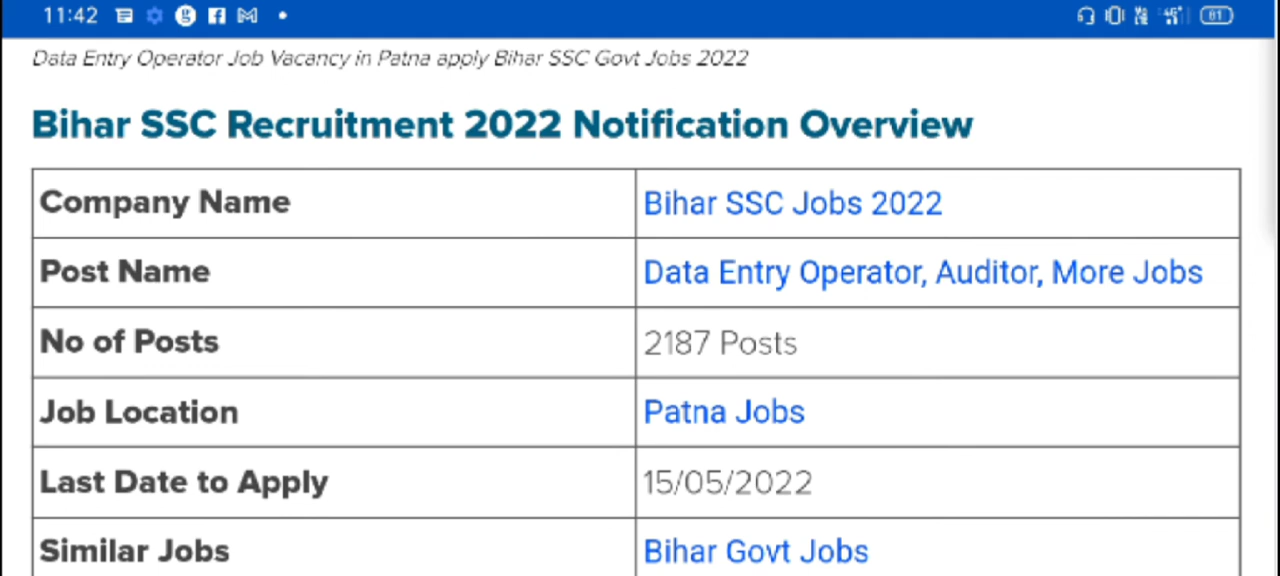 11:42 81
Data Entry Operator Job Vacancy in Patna apply Bihar SSC Govt Jobs 2022
Bihar SSC Recruitment 2022 Notification Overview
Company Name Bihar SSC Jobs 2022
Post Name Data Entry Operator, Auditor, More Jobs
No of Posts 2187 Posts
Job Location Patna Jobs
Last Date to Apply 15/05/2022
Similar Jobs Bihar Govt Jobs